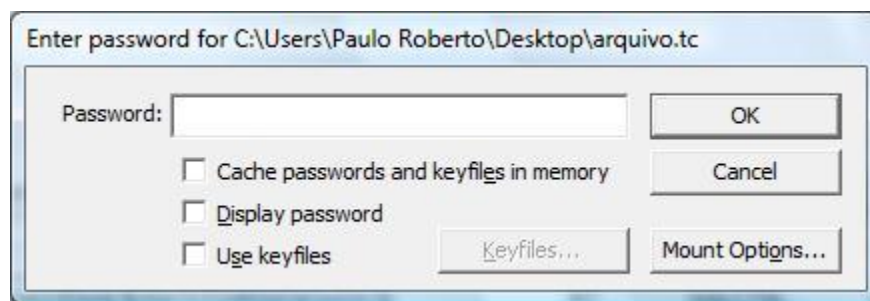 Enter password for C:\Users\Paulo Roberto\Desktop\arquivo.tc
Password:
OK
Cache passwords and keyfiles in memory
Cancel
Display password
Use keyfiles
Keyfiles...
Mount Options...